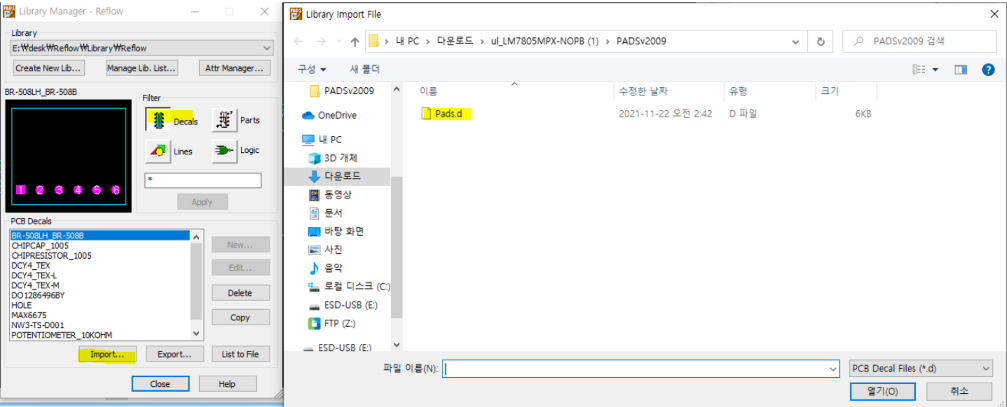 Library Manager - Reflow
Library
E:\desk\Reflow\Library\Reflow
Create New Lib...
Manage Lib. List...
Attr Manager...
BR-508LH_BR-508B
Filter
Decals
Parts
Lines
Logic
*
Apply
1 2 3 4 5 6
PCB Decals
BR-508LH_BR-508B
CHIPCAP_1005
CHIPRESISTOR_1005
DCY4_TEX
DCY4_TEX-L
DCY4_TEX-M
DO1286496BY
HOLE
MAX6675
NW3-TS-D001
POTENTIOMETER_10KOHM
New...
Edit...
Delete
Copy
Import...
Export...
List to File
Close
Help
Library Import File
내 PC > 다운로드 > ul_LM7805MPX-NOPB (1) > PADSv2009
PADSv2009 검색
구성
새 폴더
이름
수정한 날짜
유형
크기
Pads.d
2021-11-22 오전 2:42
D 파일
6KB
PADSv2009
OneDrive
내 PC
3D 개체
다운로드
동영상
문서
바탕 화면
사진
음악
로컬 디스크 (C:)
ESD-USB (E:)
FTP (Z:)
ESD-USB (E:)
파일 이름(N):
PCB Decal Files (*.d)
열기(O)
취소